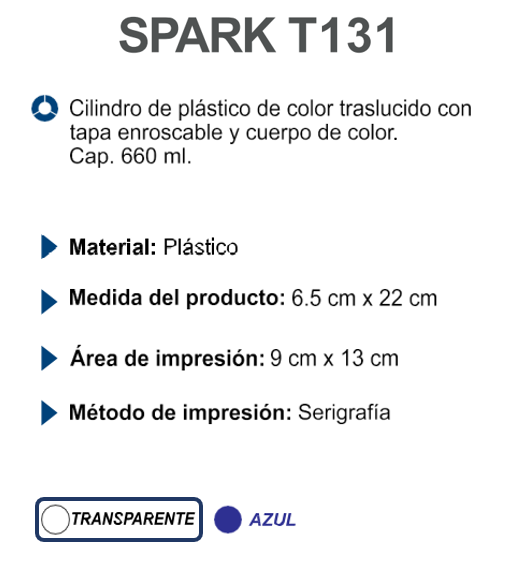 SPARK T131
Cilindro de plástico de color traslucido con
tapa enroscable y cuerpo de color.
Cap. 660 ml.
Material: Plástico
Medida del producto: 6.5 cm x 22 cm
Área de impresión: 9 cm x 13 cm
Método de impresión: Serigrafía
TRANSPARENTE AZUL